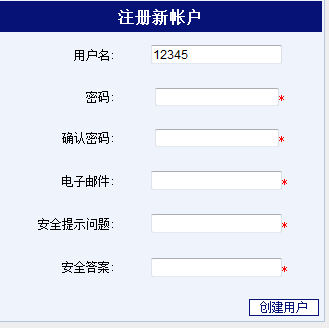 注册新帐户
用户名: 12345
密码: *
确认密码: *
电子邮件: *
安全提示问题: *
安全答案: *
创建用户